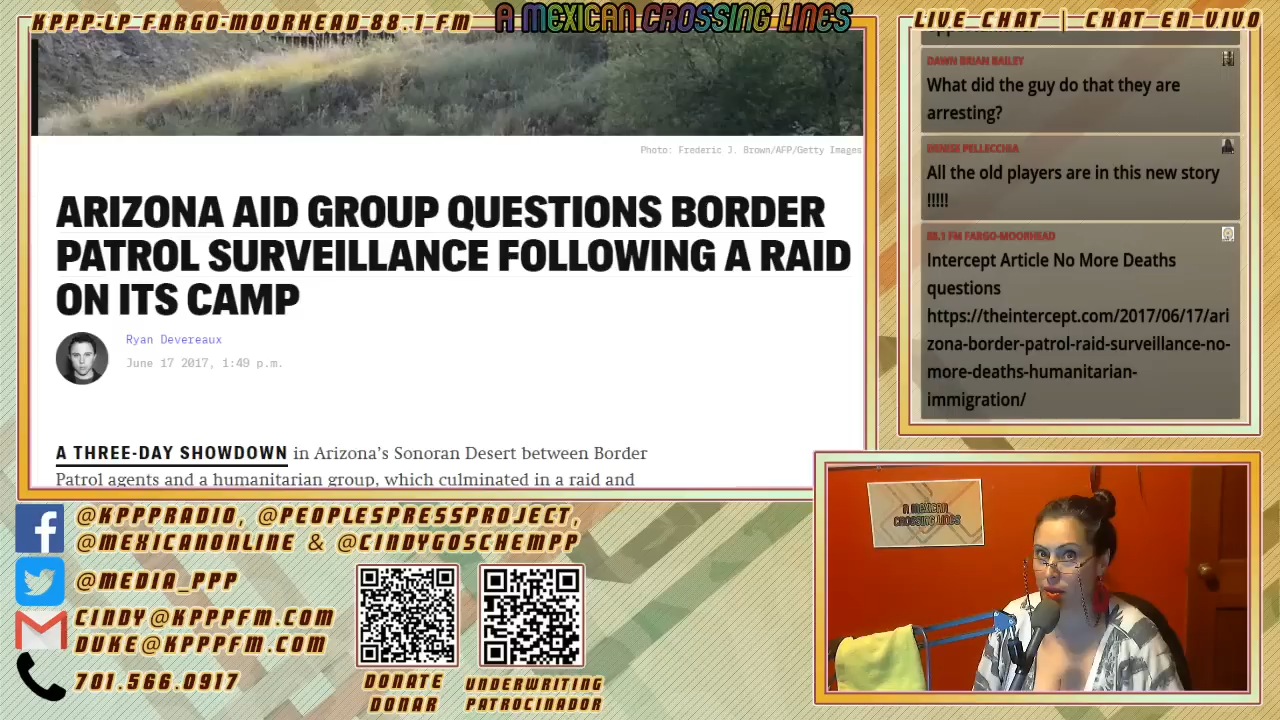 KPPP-LP FARGO-MOORHEAD 88.1 FM
A MEXICAN CROSSING LINES
LIVE CHAT | CHAT EN VIVO
Photo: Frederic J. Brown/AFP/Getty Images
ARIZONA AID GROUP QUESTIONS BORDER
PATROL SURVEILLANCE FOLLOWING A RAID
ON ITS CAMP
Ryan Devereaux
June 17 2017, 1:49 p.m.
A THREE-DAY SHOWDOWN in Arizona's Sonoran Desert between Border
Patrol agents and a humanitarian group, which culminated in a raid and
DAWN BRIAN BAILEY
What did the guy do that they are
arresting?
DENISE PELLECCHIA
All the old players are in this new story
!!!!!
88.1 FM FARGO-MOORHEAD
Intercept Article No More Deaths
questions
https://theintercept.com/2017/06/17/ari
zona-border-patrol-raid-surveillance-no-
more-deaths-humanitarian-
immigration/
A MEXICAN
CROSSING LINES
@KPPPRADIO, @PEOPLESPRESSPROJECT,
@MEXICANONLINE & @CINDYGOSCHEMPP
@MEDIA_PPP
CINDY@KPPPFM.COM
DUKE@KPPPFM.COM
701.566.0917
DONATE
DONAR
UNDERWRITING
PATROCINADOR